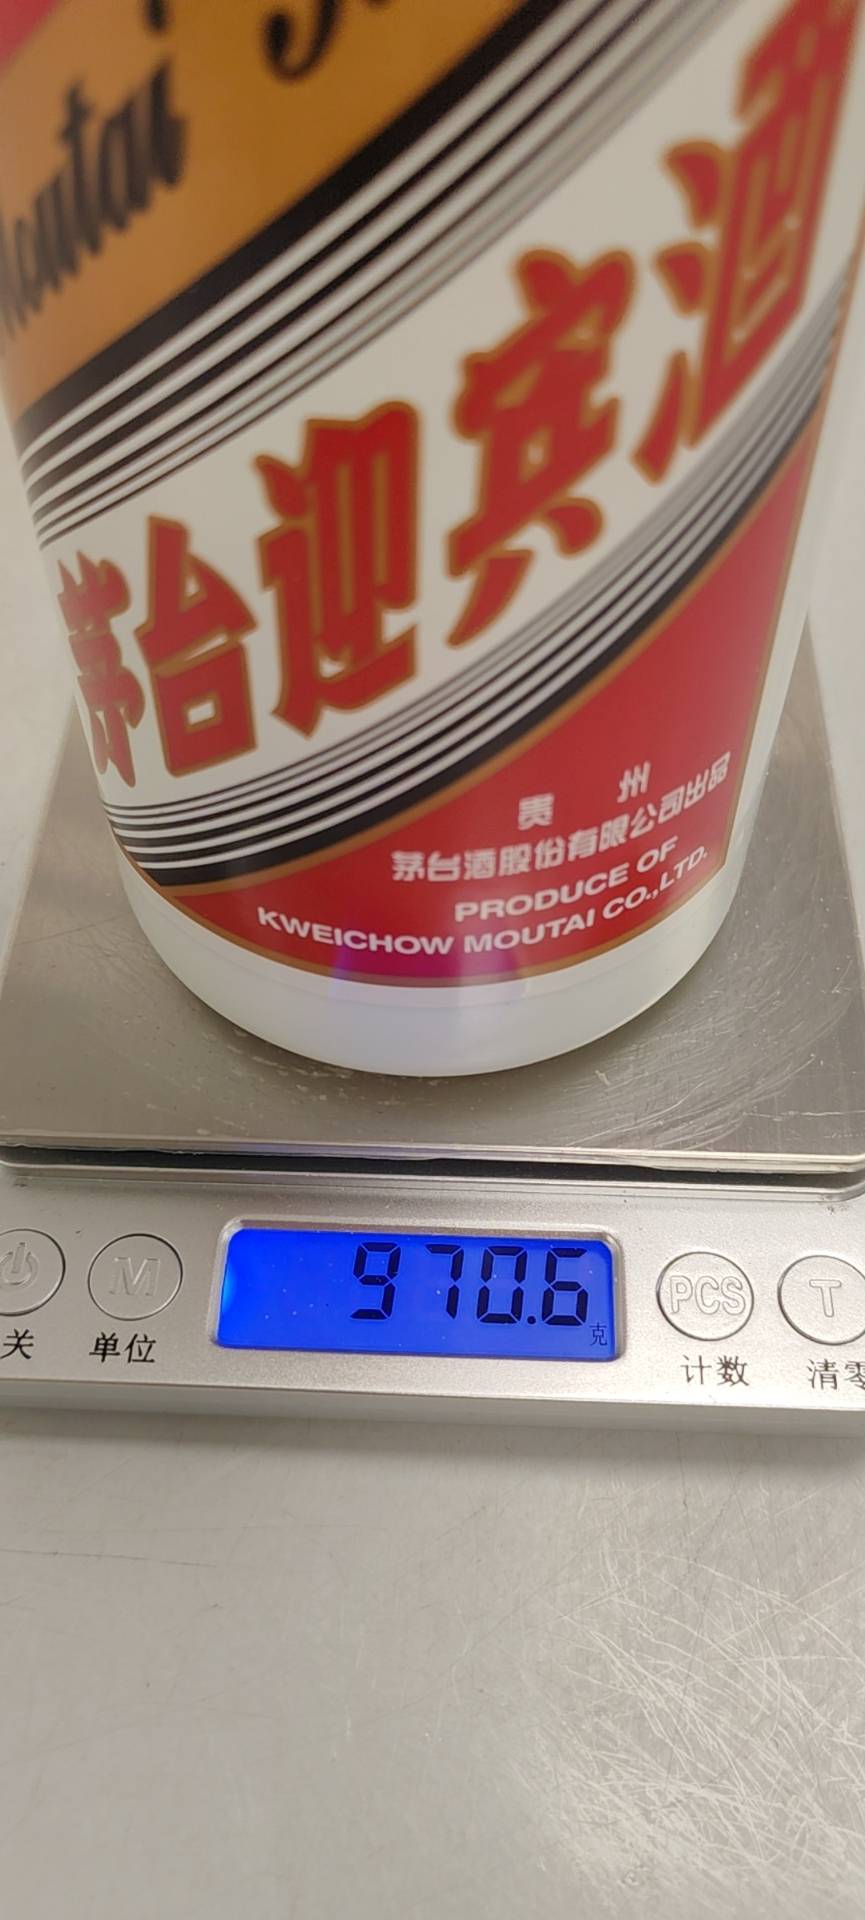 Moutai
茅台迎宾酒
贵 州
茅台酒股份有限公司出品
PRODUCE OF
KWEICHOW MOUTAI CO.,LTD.
970.6
克
M
PCS
T
关
单位
计数
清零